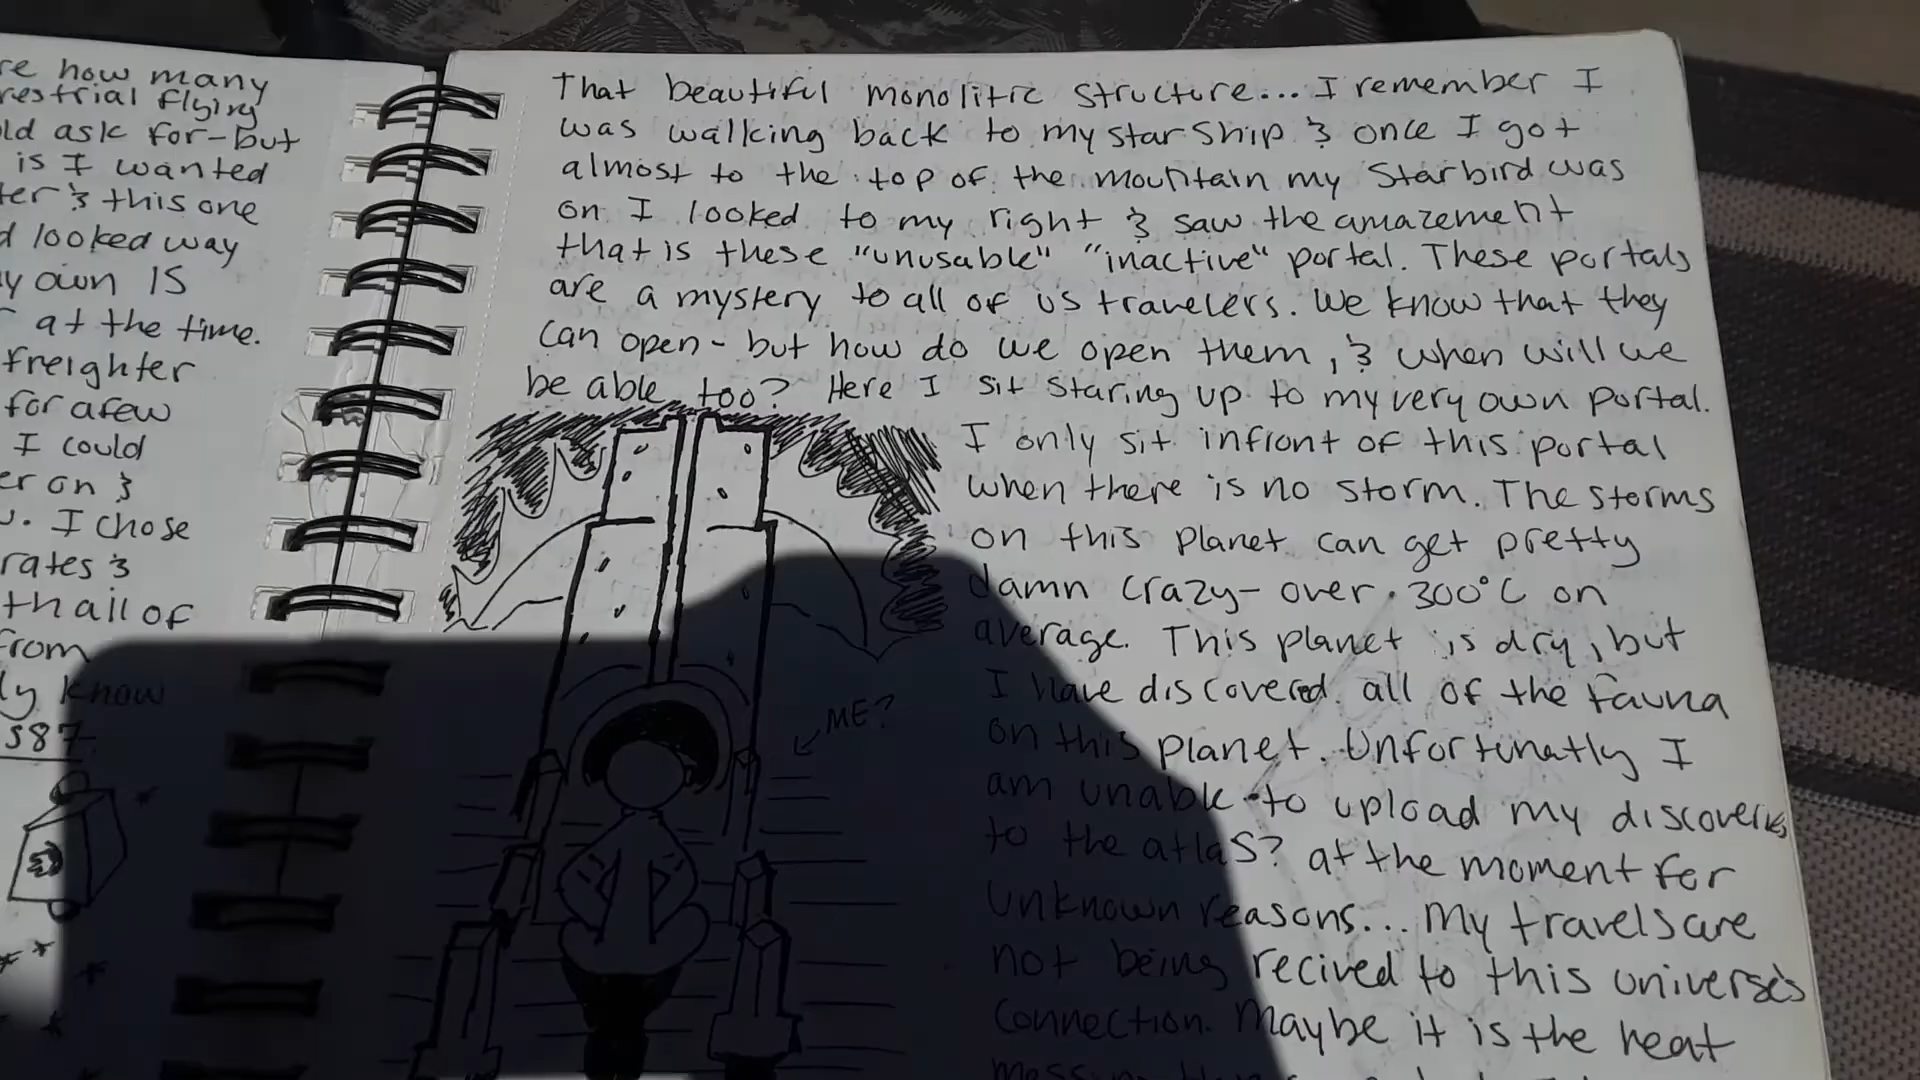 re how many
restrial flying
ld ask for-but
is I wanted
ter & this one
d looked way
y own IS
r at the time.
freighter
for afew
I could
er on &
I chose
rates &
th all of
from
ly know
S87.
That beautiful monolitic structure... I remember I
was walking back to my star ship & once I got
almost to the top of the mountain my Starbird was
on I looked to my right & saw the amazement
that is these "unusable" "inactive" portal. These portals
are a mystery to all of us travelers. We know that they
can open - but how do we open them, & when will we
be able too? Here I sit staring up to my very own portal.
I only sit infront of this portal
when there is no storm. The storms
on this planet can get pretty
damn crazy- over 300°C on
average. This planet is dry, but
I have discovered all of the fauna
on this planet. Unfortunatly I
am unable to upload my discoveries
to the atlas? at the moment for
unknown reasons... My travels are
not being recived to this universe's
connection. Maybe it is the heat
ME?